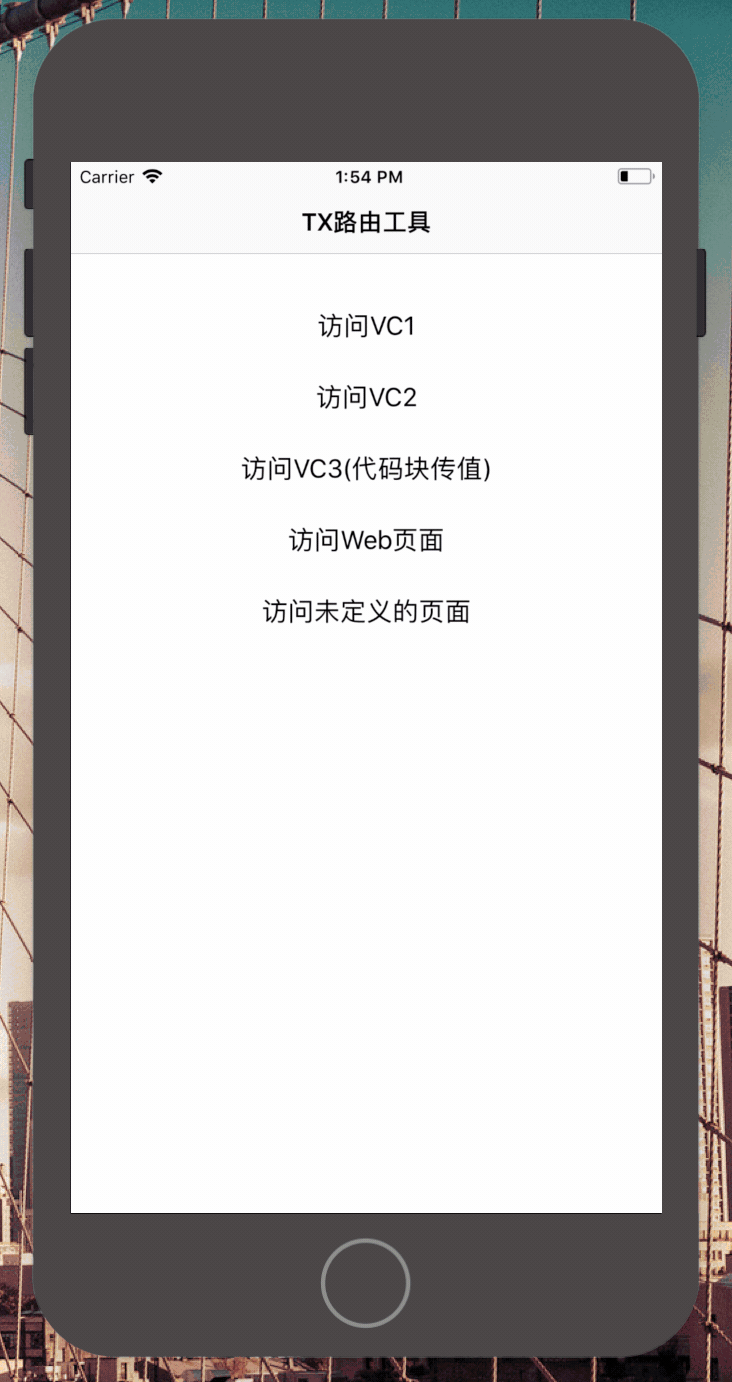 Carrier 1:54 PM
TX路由工具
访问VC1
访问VC2
访问VC3(代码块传值)
访问Web页面
访问未定义的页面